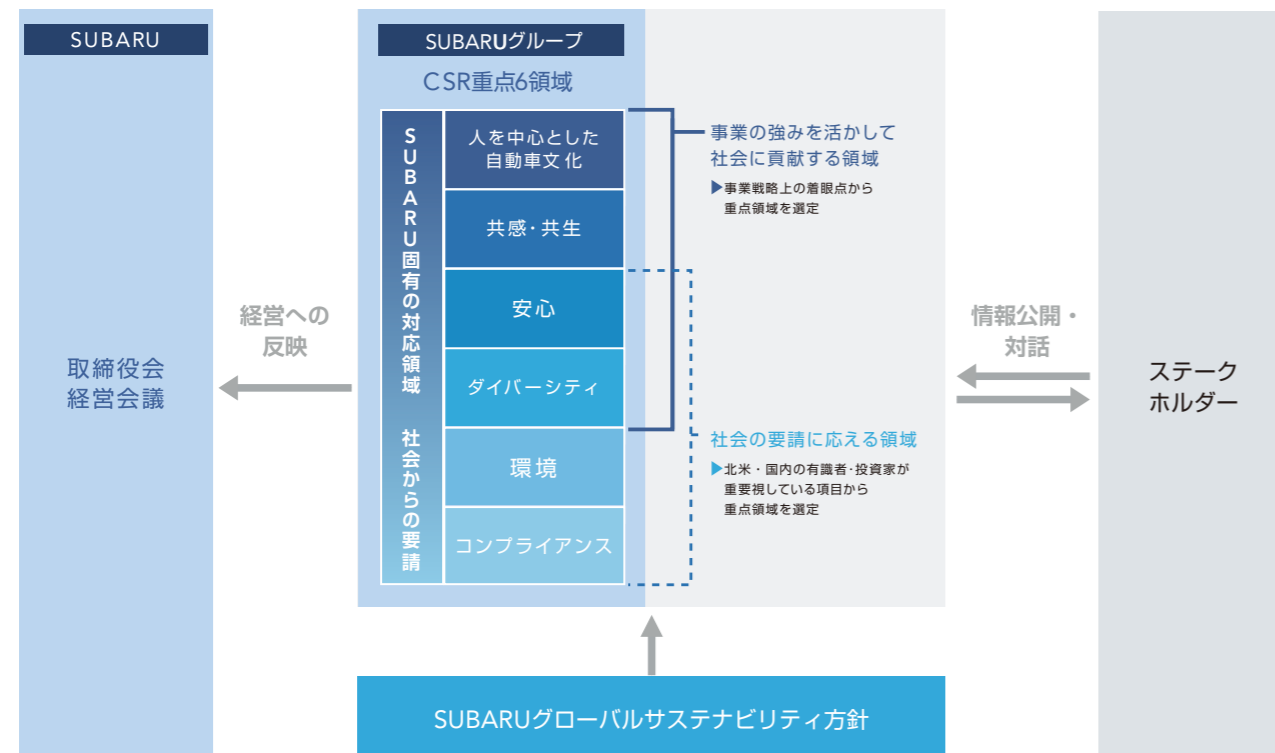 SUBARU
取締役会
経営会議
経営への
反映
SUBARUグループ
CSR重点6領域
SUBARU固有の対応領域
社会からの要請
人を中心とした
自動車文化
共感・共生
安心
ダイバーシティ
環境
コンプライアンス
事業の強みを活かして
社会に貢献する領域
▶事業戦略上の着眼点から
重点領域を選定
社会の要請に応える領域
▶北米・国内の有識者・投資家が
重要視している項目から
重点領域を選定
情報公開・
対話
ステーク
ホルダー
SUBARUグローバルサステナビリティ方針